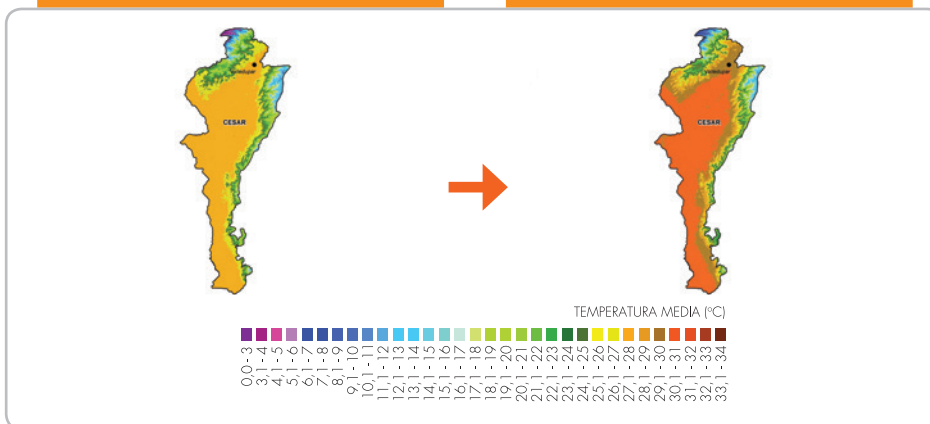 Valledupar
CESAR
Valledupar
CESAR
TEMPERATURA MEDIA (ºC)
0,0 - 3
3,1 - 4
4,1 - 5
5,1 - 6
6,1 - 7
7,1 - 8
8,1 - 9
9,1 - 10
10,1 - 11
11,1 - 12
12,1 - 13
13,1 - 14
14,1 - 15
15,1 - 16
16,1 - 17
17,1 - 18
18,1 - 19
19,1 - 20
20,1 - 21
21,1 - 22
22,1 - 23
23,1 - 24
24,1 - 25
25,1 - 26
26,1 - 27
27,1 - 28
28,1 - 29
29,1 - 30
30,1 - 31
31,1 - 32
32,1 - 33
33,1 - 34